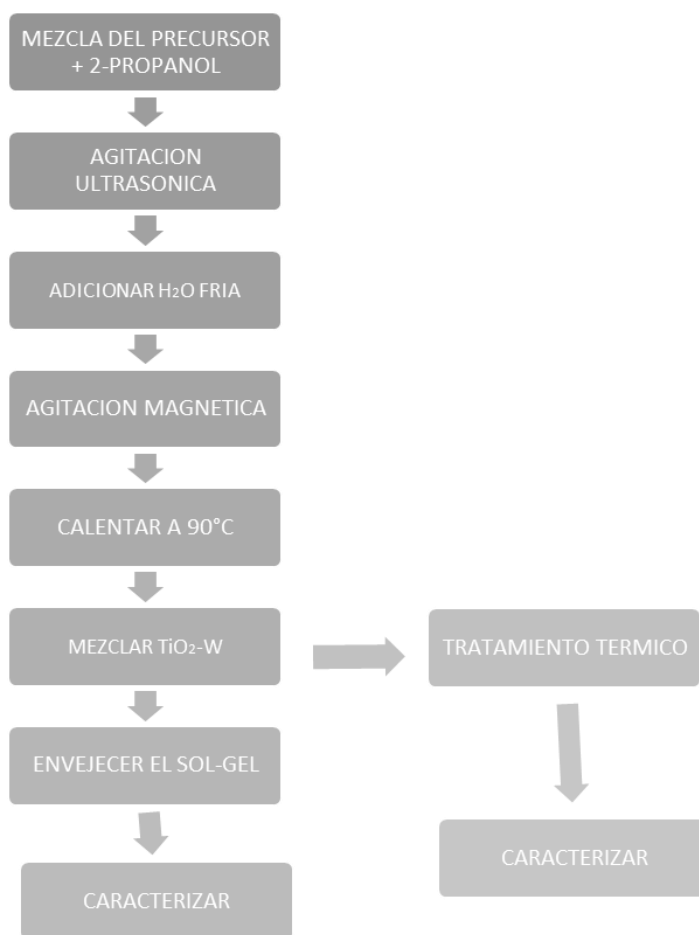 MEZCLA DEL PRECURSOR
+ 2-PROPANOL
AGITACION
ULTRASONICA
ADICIONAR H₂O FRIA
AGITACION MAGNETICA
CALENTAR A 90°C
MEZCLAR TiO₂-W
TRATAMIENTO TERMICO
ENVEJECER EL SOL-GEL
CARACTERIZAR
CARACTERIZAR